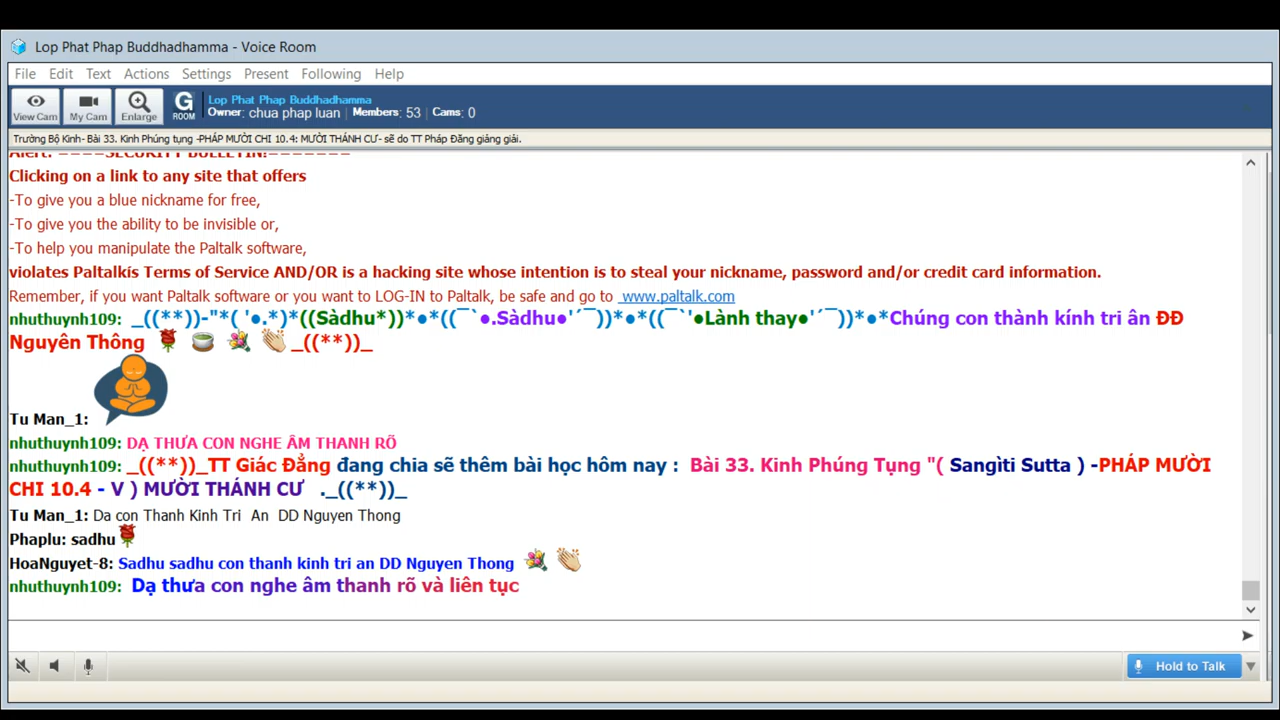 Lop Phat Phap Buddhadhamma - Voice Room
File Edit Text Actions Settings Present Following Help
View Cam My Cam Enlarge G ROOM Lop Phat Phap Buddhadhamma
Owner: chua phap luan | Members: 53 | Cams: 0
Trường Bộ Kinh- Bài 33. Kinh Phúng tụng -PHÁP MƯỜI CHI 10.4: MƯỜI THÁNH CƯ- sẽ do TT Pháp Đăng giảng giải.
Alert: ====SECURITY BULLETIN!=======
Clicking on a link to any site that offers
-To give you a blue nickname for free,
-To give you the ability to be invisible or,
-To help you manipulate the Paltalk software,
violates Paltalkís Terms of Service AND/OR is a hacking site whose intention is to steal your nickname, password and/or credit card information.
Remember, if you want Paltalk software or you want to LOG-IN to Paltalk, be safe and go to www.paltalk.com
nhuthuynh109: _((**))-"*( '●.*)*((Sàdhu*))*●*((¯`●.Sàdhu●'´¯))*●*((¯`'●Lành thay●'´¯))*●*Chúng con thành kính tri ân ĐĐ
Nguyên Thông _((**))_
Tu Man_1:
nhuthuynh109: DẠ THƯA CON NGHE ÂM THANH RÕ
nhuthuynh109: _((**))_TT Giác Đẳng đang chia sẽ thêm bài học hôm nay : Bài 33. Kinh Phúng Tụng "( Sangìti Sutta ) -PHÁP MƯỜI
CHI 10.4 - V ) MƯỜI THÁNH CƯ ._((**))_
Tu Man_1: Da con Thanh Kinh Tri An DD Nguyen Thong
Phaplu: sadhu
HoaNguyet-8: Sadhu sadhu con thanh kinh tri an DD Nguyen Thong
nhuthuynh109: Dạ thưa con nghe âm thanh rõ và liên tục
Hold to Talk